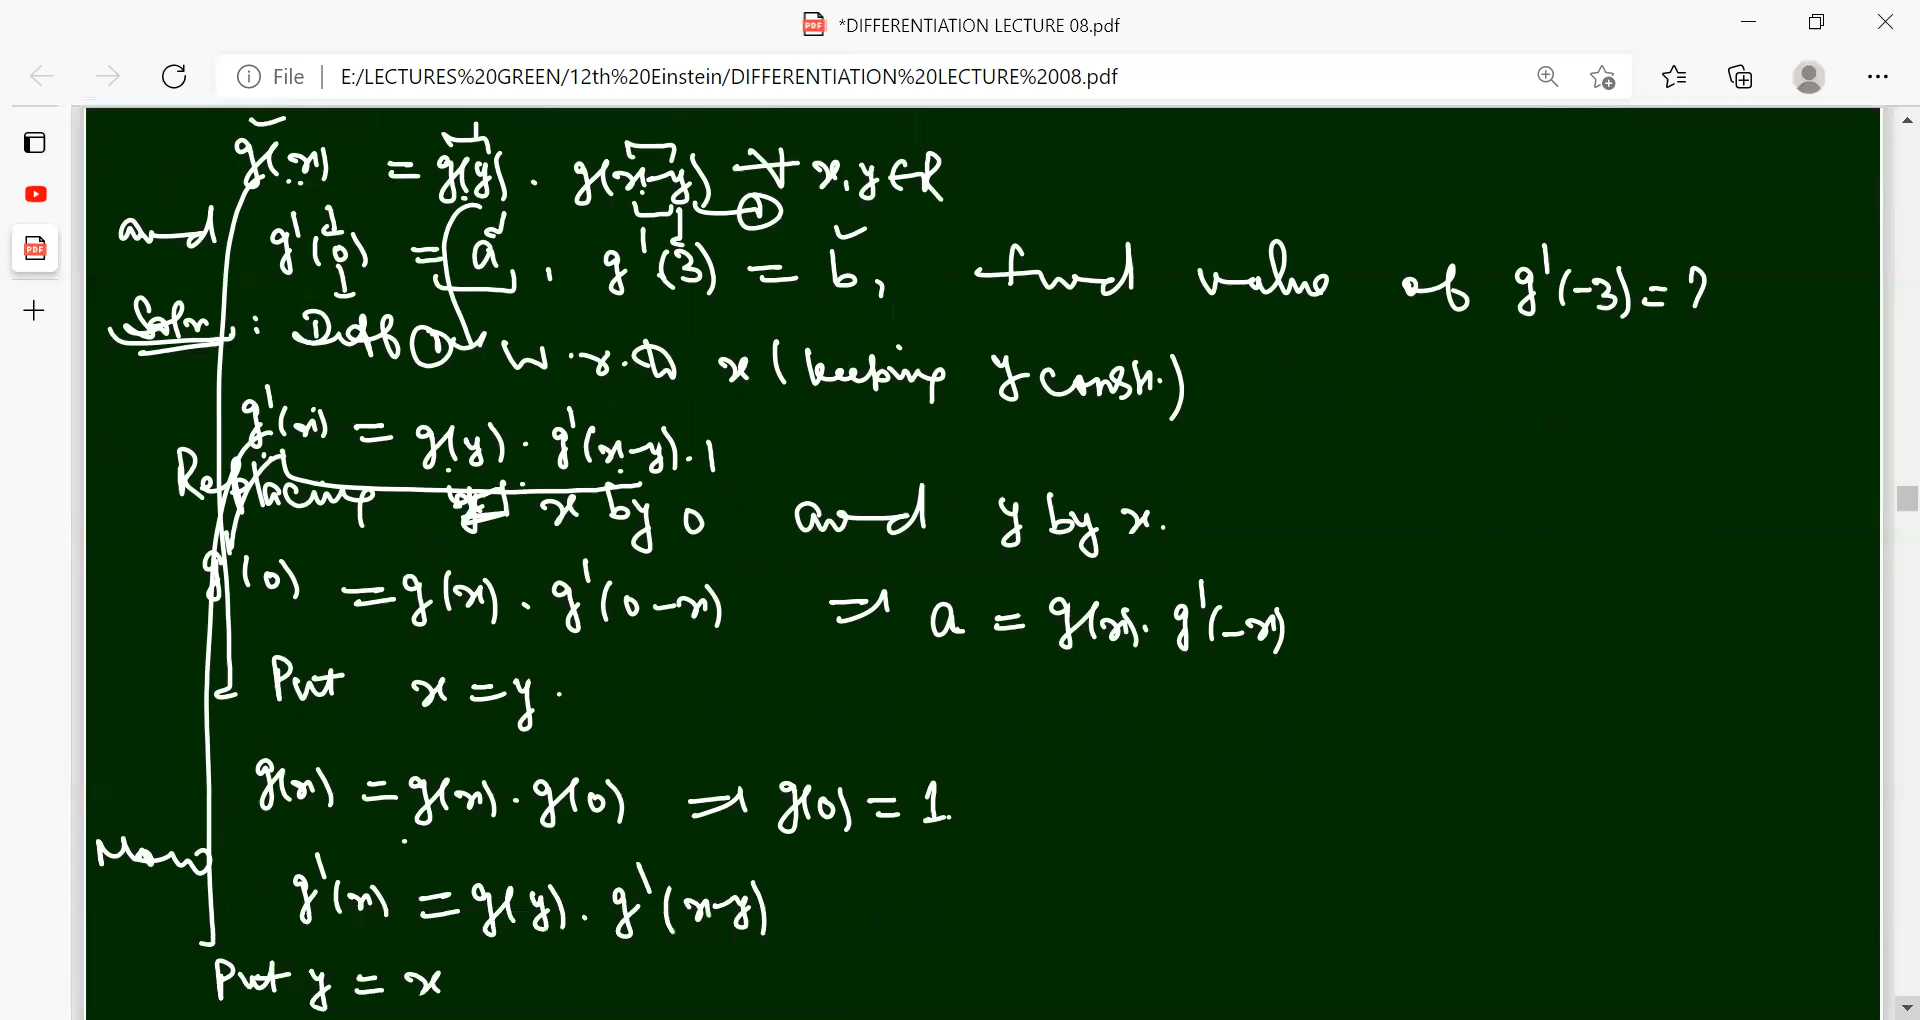 *DIFFERENTIATION LECTURE 08.pdf
File | E:/LECTURES%20GREEN/12th%20Einstein/DIFFERENTIATION%20LECTURE%2008.pdf
g(x) = g(y) . g(x-y) ∀ x, y ∈ R ①
and g'(0) = a, g'(3) = b, find value of g'(-3) = ?
Soln : Diff ① w.r.to x (keeping y const.)
g'(x) = g(y) . g'(x-y) . 1
Replacing x by 0 and y by x.
g'(0) = g(x) . g'(0-x) ⇒ a = g(x) . g'(-x)
Put x = y .
g(x) = g(x) . g(0) ⇒ g(0) = 1.
Now
g'(x) = g(y) . g'(x-y)
Put y = x